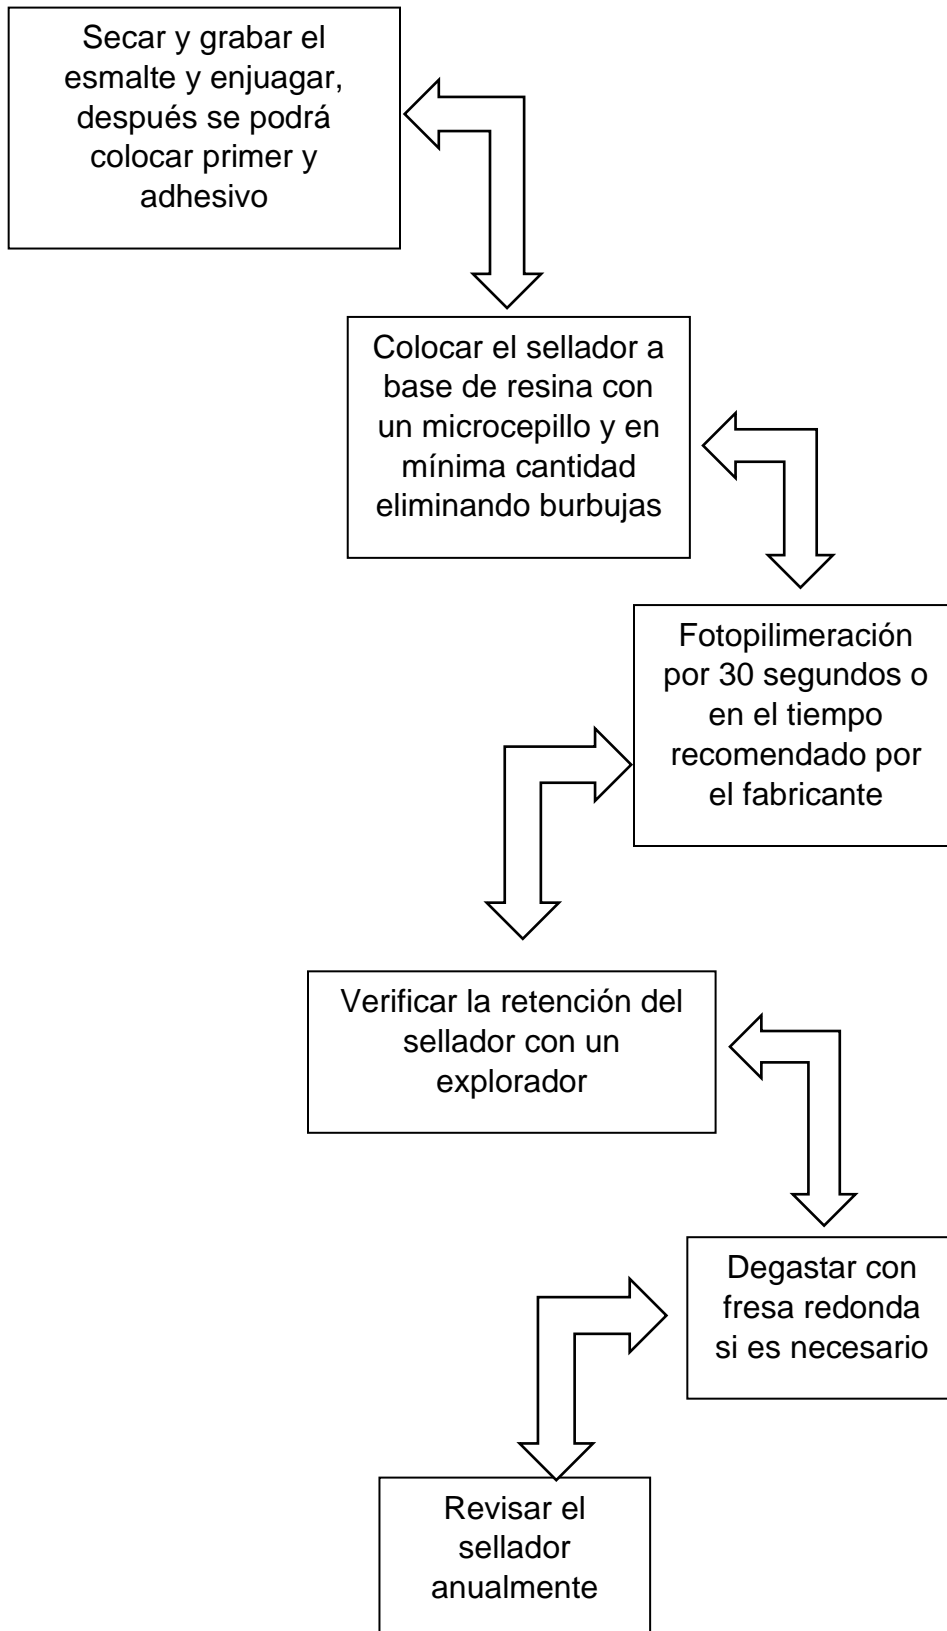 Secar y grabar el
esmalte y enjuagar,
después se podrá
colocar primer y
adhesivo
Colocar el sellador a
base de resina con
un microcepillo y en
mínima cantidad
eliminando burbujas
Fotopilimeración
por 30 segundos o
en el tiempo
recomendado por
el fabricante
Verificar la retención del
sellador con un
explorador
Degastar con
fresa redonda
si es necesario
Revisar el
sellador
anualmente